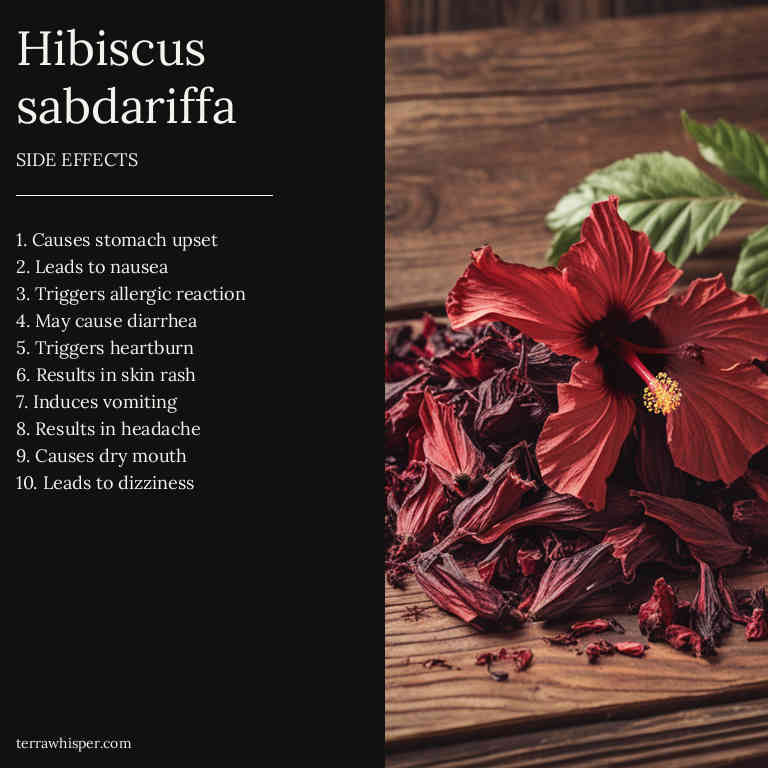 Hibiscus
sabdariffa
SIDE EFFECTS
1. Causes stomach upset
2. Leads to nausea
3. Triggers allergic reaction
4. May cause diarrhea
5. Triggers heartburn
6. Results in skin rash
7. Induces vomiting
8. Results in headache
9. Causes dry mouth
10. Leads to dizziness
terrawhisper.com